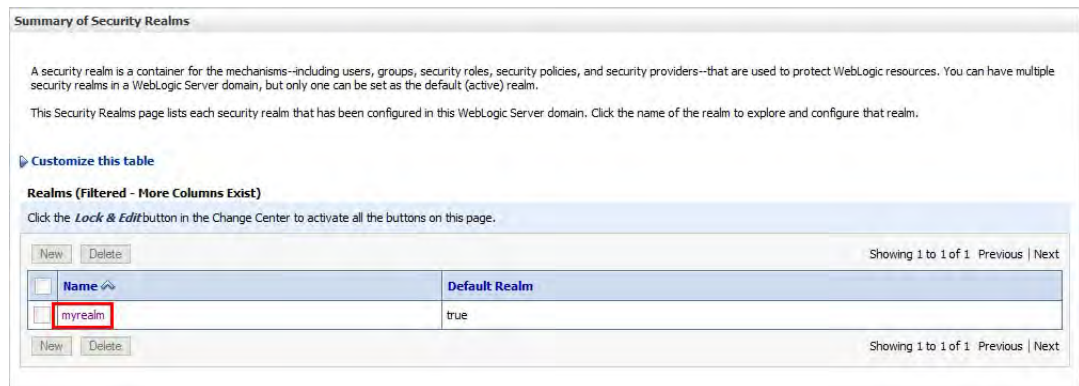 Summary of Security Realms
A security realm is a container for the mechanisms--including users, groups, security roles, security policies, and security providers--that are used to protect WebLogic resources. You can have multiple
security realms in a WebLogic Server domain, but only one can be set as the default (active) realm.
This Security Realms page lists each security realm that has been configured in this WebLogic Server domain. Click the name of the realm to explore and configure that realm.
Customize this table
Realms (Filtered - More Columns Exist)
Click the Lock & Edit button in the Change Center to activate all the buttons on this page.
New Delete Showing 1 to 1 of 1 Previous | Next
Name Default Realm
myrealm true
New Delete Showing 1 to 1 of 1 Previous | Next